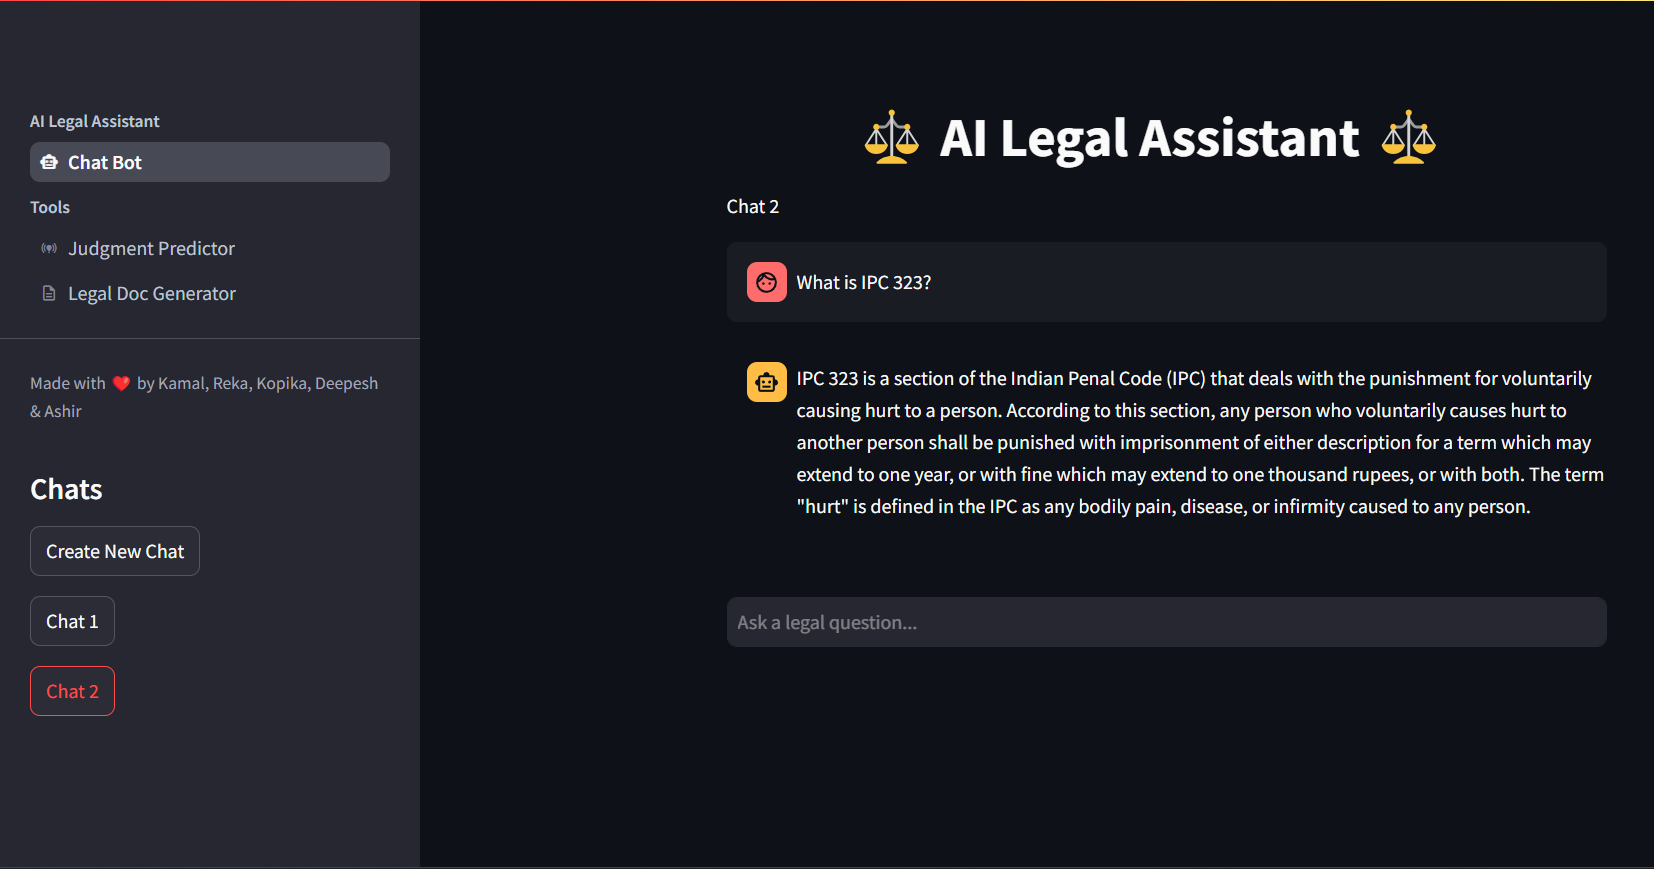 AI Legal Assistant
Chat Bot
Tools
Judgment Predictor
Legal Doc Generator
Made with ❤️ by Kamal, Reka, Kopika, Deepesh
& Ashir
Chats
Create New Chat
Chat 1
Chat 2
AI Legal Assistant
Chat 2
What is IPC 323?
IPC 323 is a section of the Indian Penal Code (IPC) that deals with the punishment for voluntarily
causing hurt to a person. According to this section, any person who voluntarily causes hurt to
another person shall be punished with imprisonment of either description for a term which may
extend to one year, or with fine which may extend to one thousand rupees, or with both. The term
"hurt" is defined in the IPC as any bodily pain, disease, or infirmity caused to any person.
Ask a legal question...